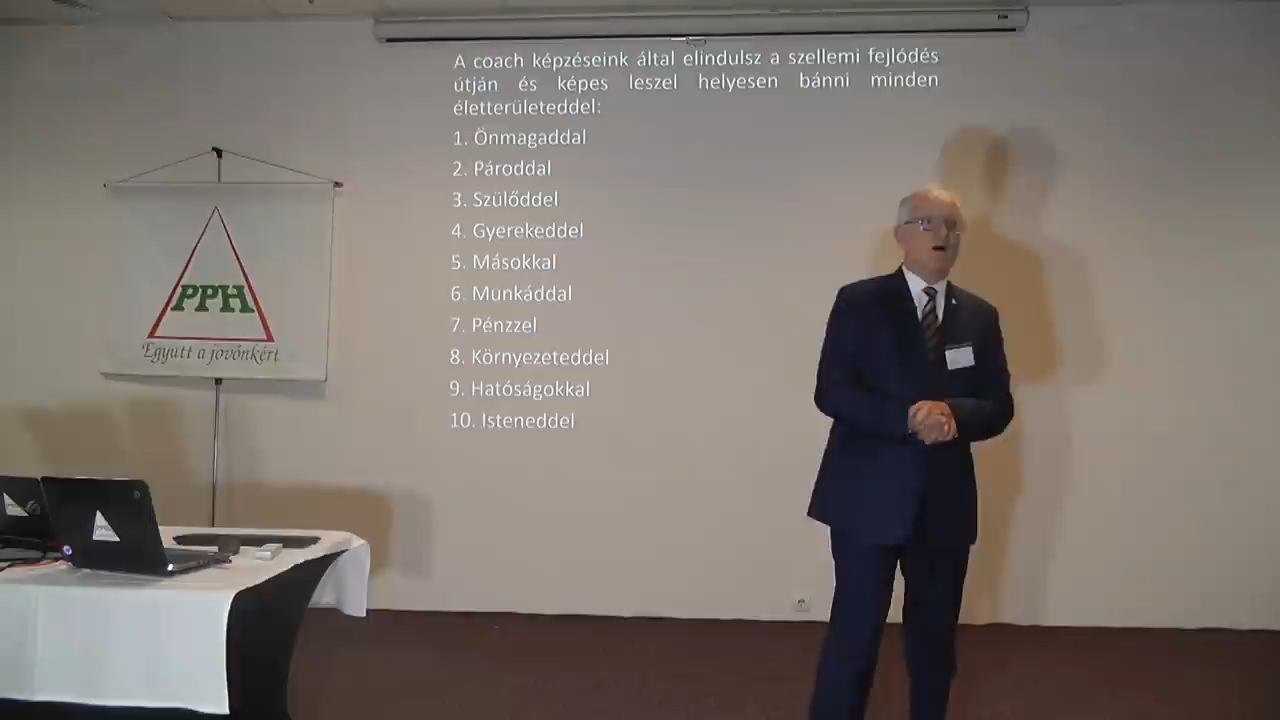 A coach képzéseink által elindulsz a szellemi fejlődés
útján és képes leszel helyesen bánni minden
életterületeddel:
1. Önmagaddal
2. Pároddal
3. Szülőddel
4. Gyerekeddel
5. Másokkal
6. Munkáddal
7. Pénzzel
8. Környezeteddel
9. Hatóságokkal
10. Isteneddel
PPH
Együtt a jövőnkért